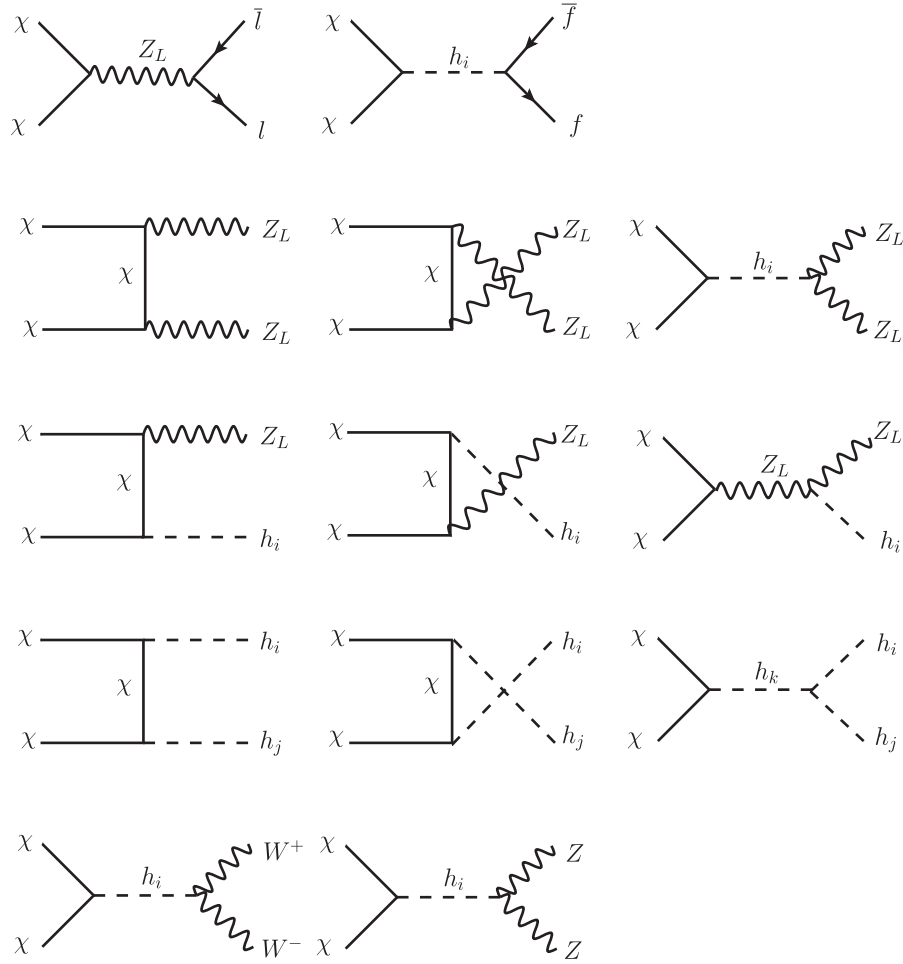 χ Z_L l̅ χ l
χ h_i f̅ χ f
χ Z_L χ χ Z_L
χ Z_L χ χ Z_L
χ h_i Z_L χ Z_L
χ Z_L χ χ h_i
χ Z_L χ χ h_i
χ Z_L Z_L χ h_i
χ h_i χ χ h_j
χ h_i χ χ h_j
χ h_k h_i χ h_j
χ h_i W⁺ χ W⁻
χ h_i Z χ Z